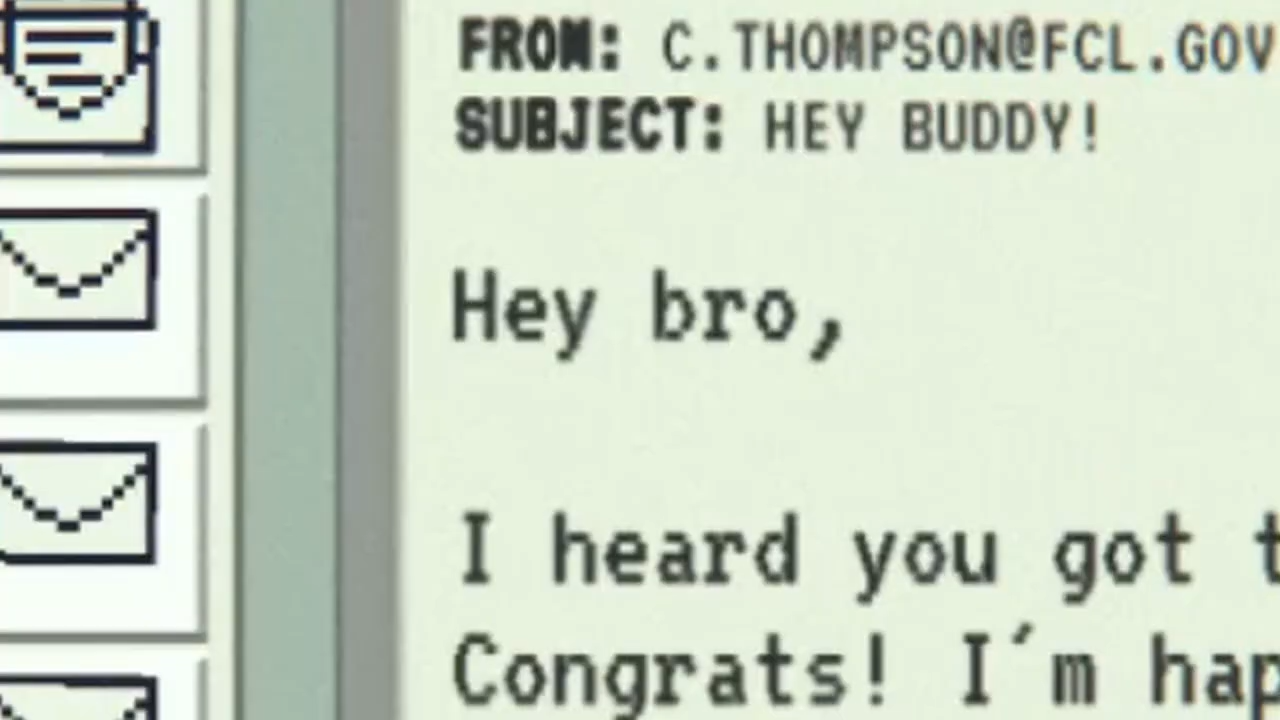 FROM: C.THOMPSON@FCL.GOV
SUBJECT: HEY BUDDY!
Hey bro,
I heard you got
Congrats! I´m